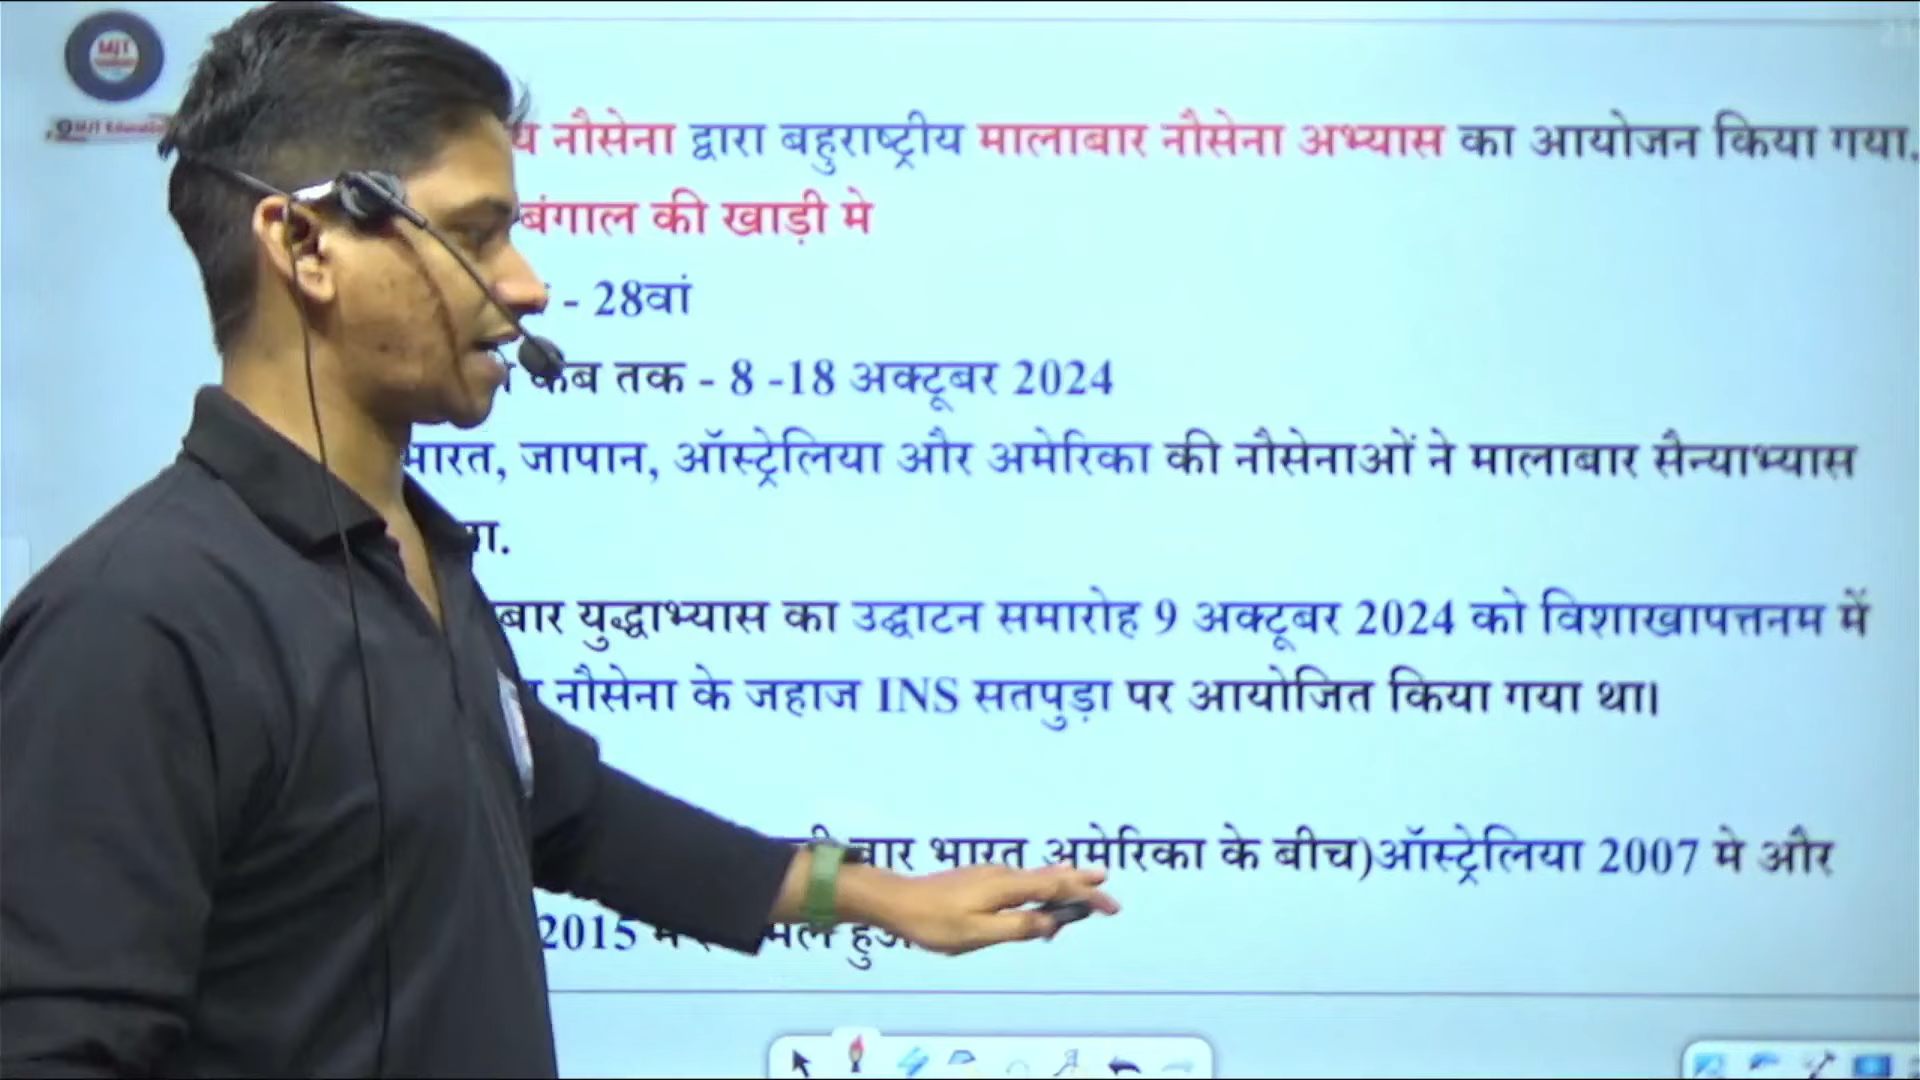 MJT
नौसेना द्वारा बहुराष्ट्रीय मालाबार नौसेना अभ्यास का आयोजन किया गया.
बंगाल की खाड़ी मे
- 28वां
कब तक - 8 -18 अक्टूबर 2024
भारत, जापान, ऑस्ट्रेलिया और अमेरिका की नौसेनाओं ने मालाबार सैन्याभ्यास
युद्धाभ्यास का उद्घाटन समारोह 9 अक्टूबर 2024 को विशाखापत्तनम में
नौसेना के जहाज INS सतपुड़ा पर आयोजित किया गया था।
बार भारत अमेरिका के बीच)ऑस्ट्रेलिया 2007 मे और
2015